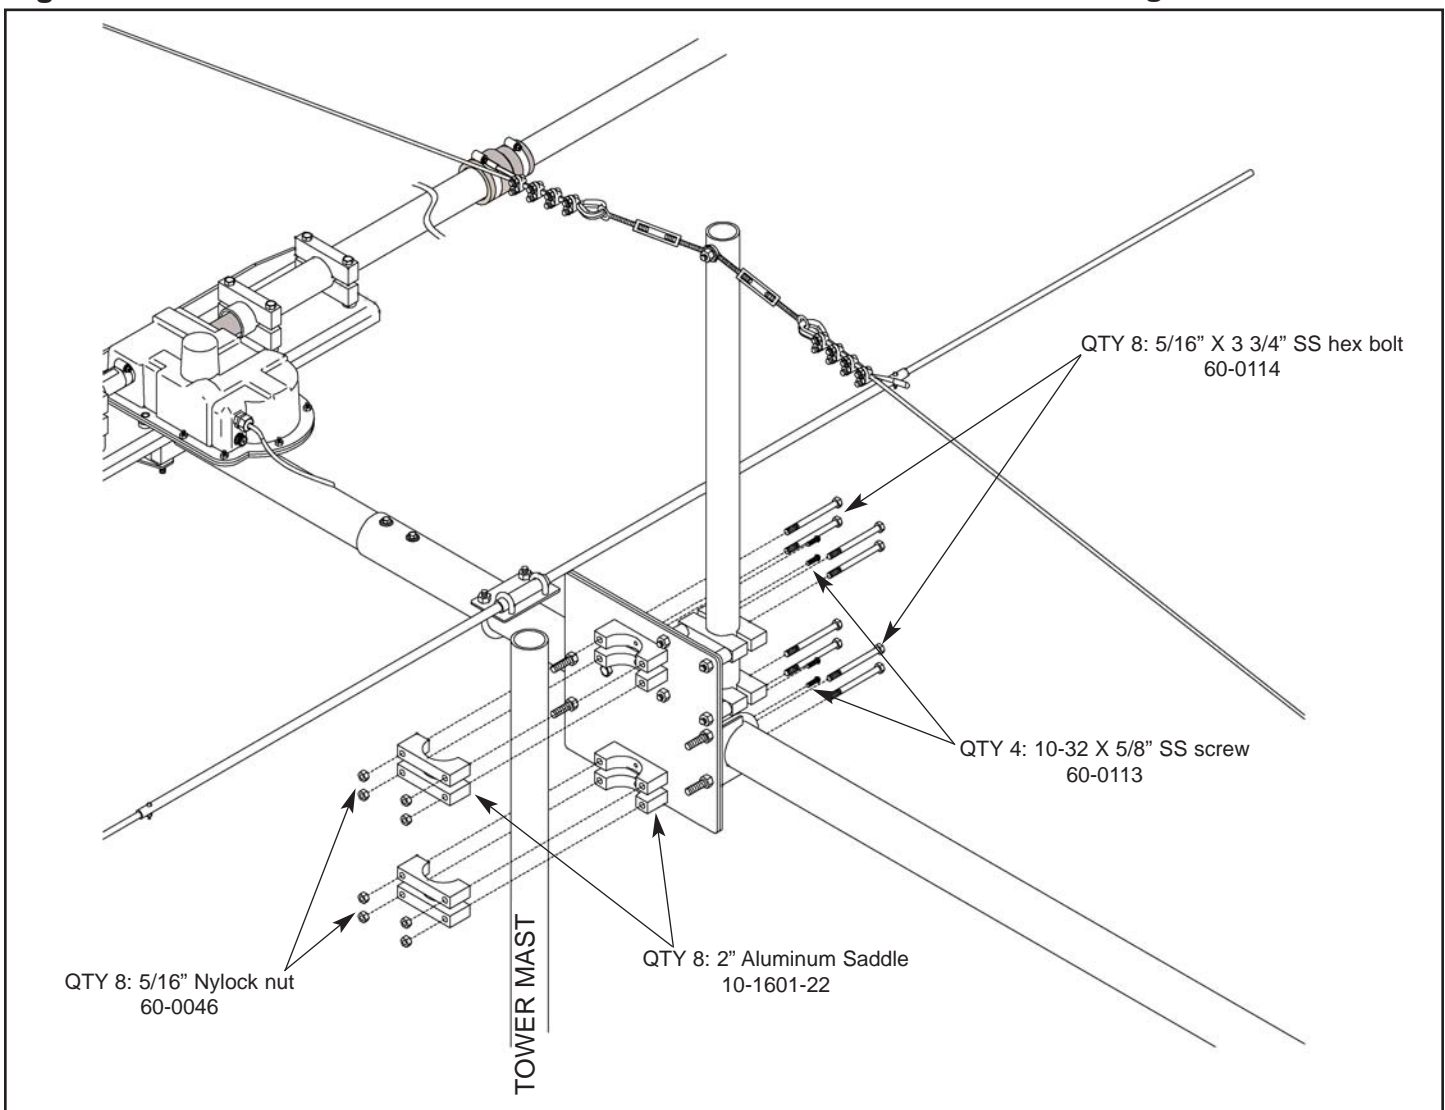 QTY 8: 5/16” X 3 3/4” SS hex bolt
60-0114
QTY 4: 10-32 X 5/8” SS screw
60-0113
QTY 8: 2” Aluminum Saddle
10-1601-22
QTY 8: 5/16” Nylock nut
60-0046
TOWER MAST